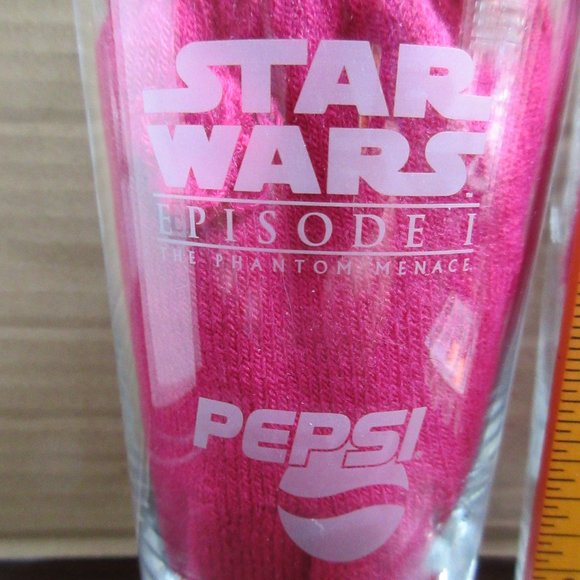 STAR
WARS
EPISODE I
THE PHANTOM MENACE
PEPSI